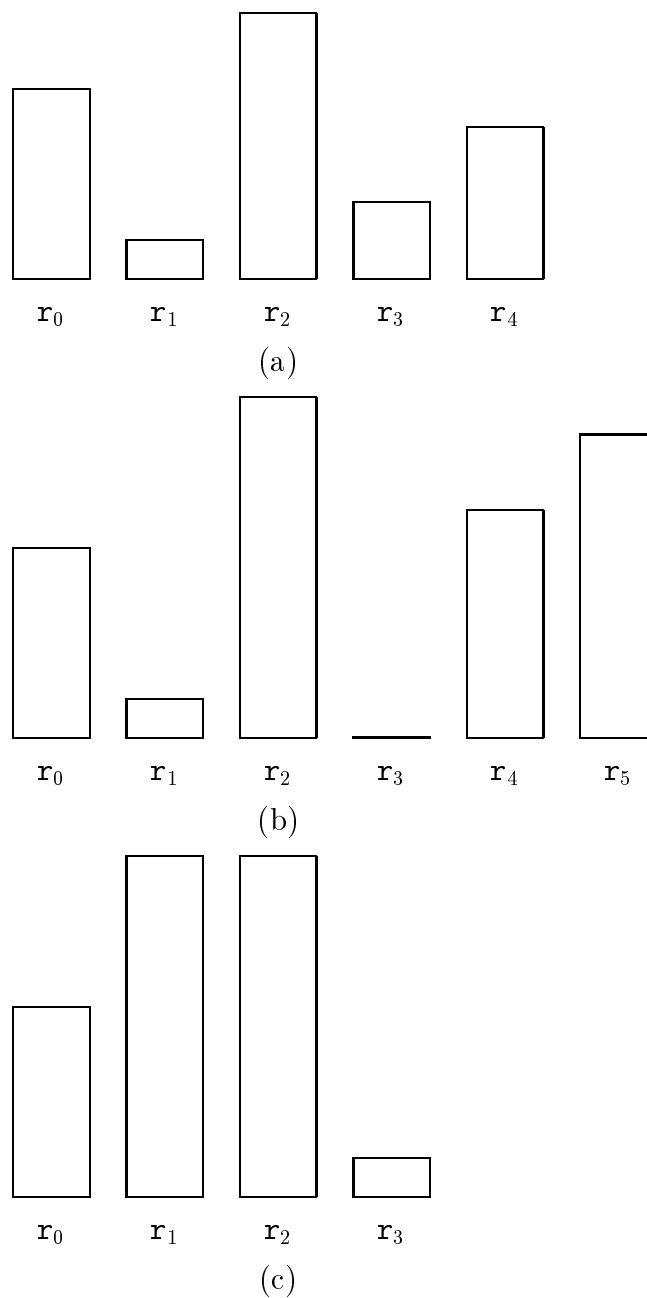 r₀ r₁ r₂ r₃ r₄
(a)
r₀ r₁ r₂ r₃ r₄ r₅
(b)
r₀ r₁ r₂ r₃
(c)